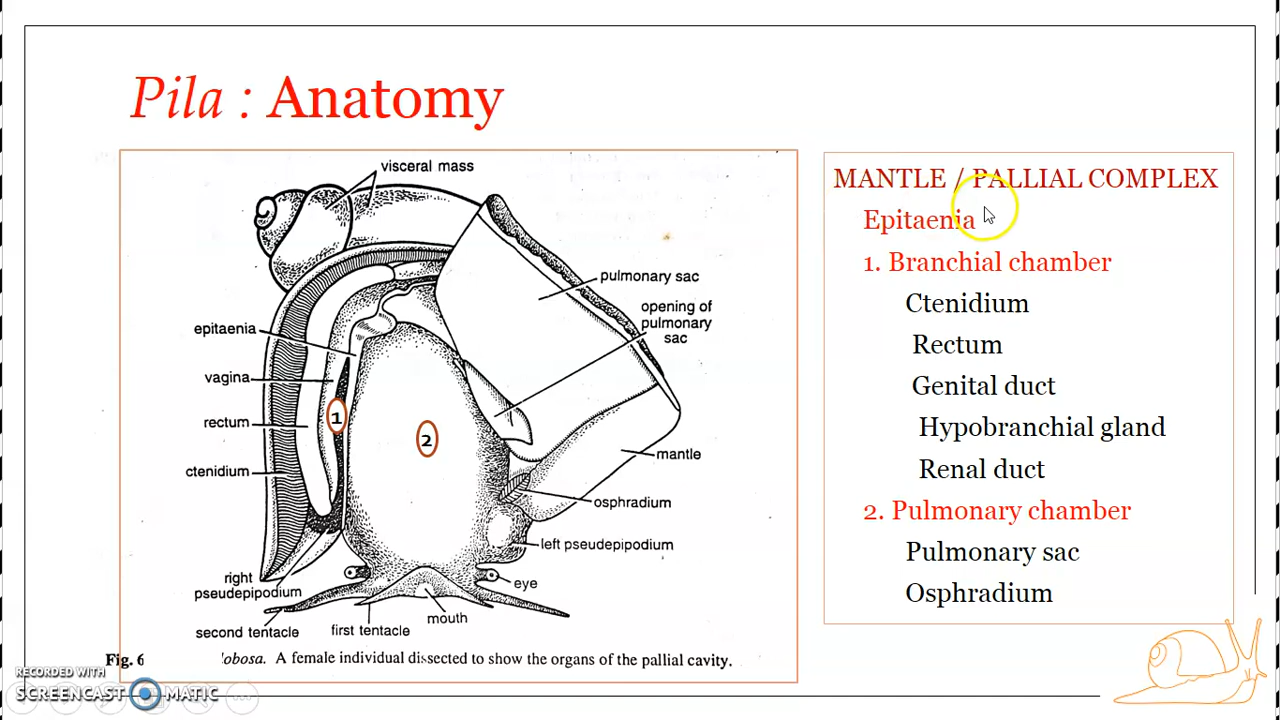 Pila : Anatomy
visceral mass
pulmonary sac
opening of
pulmonary
sac
epitaenia
vagina
rectum
ctenidium
1
2
mantle
osphradium
left pseudepipodium
right
pseudepipodium
eye
mouth
second tentacle
first tentacle
Fig. 6
lobosa. A female individual dissected to show the organs of the pallial cavity.
MANTLE / PALLIAL COMPLEX
Epitaenia
1. Branchial chamber
Ctenidium
Rectum
Genital duct
Hypobranchial gland
Renal duct
2. Pulmonary chamber
Pulmonary sac
Osphradium
RECORDED WITH
SCREENCAST MATIC